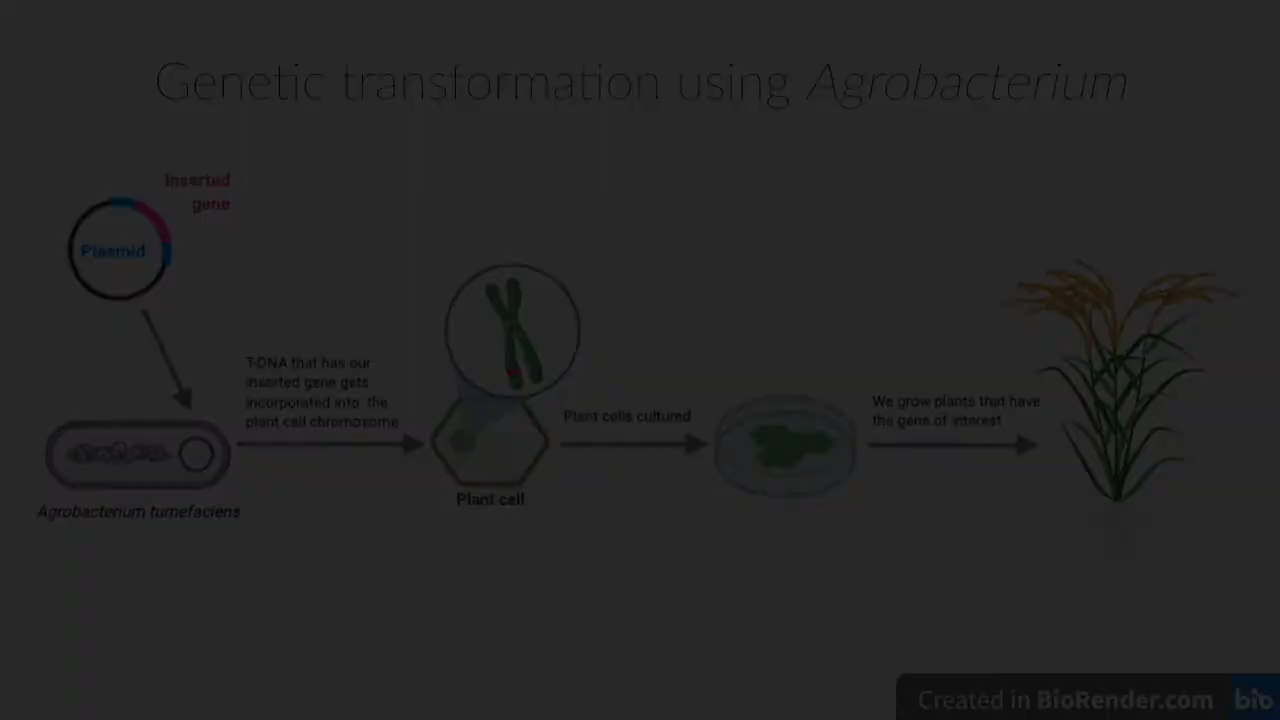 Genetic transformation using Agrobacterium
Inserted
gene
Plasmid
T-DNA that has our
inserted gene gets
incorporated into the
plant cell chromosome
Plant cells cultured
We grow plants that have
the gene of interest
Plant cell
Agrobacterium tumefaciens
Created in BioRender.com bio